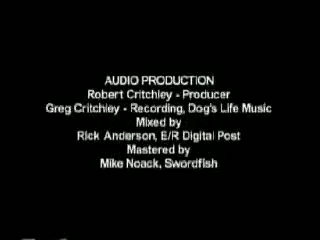 AUDIO PRODUCTION
Robert Critchley - Producer
Greg Critchley - Recording, Dog's Life Music
Mixed by
Rick Anderson, E/R Digital Post
Mastered by
Mike Noack, Swordfish